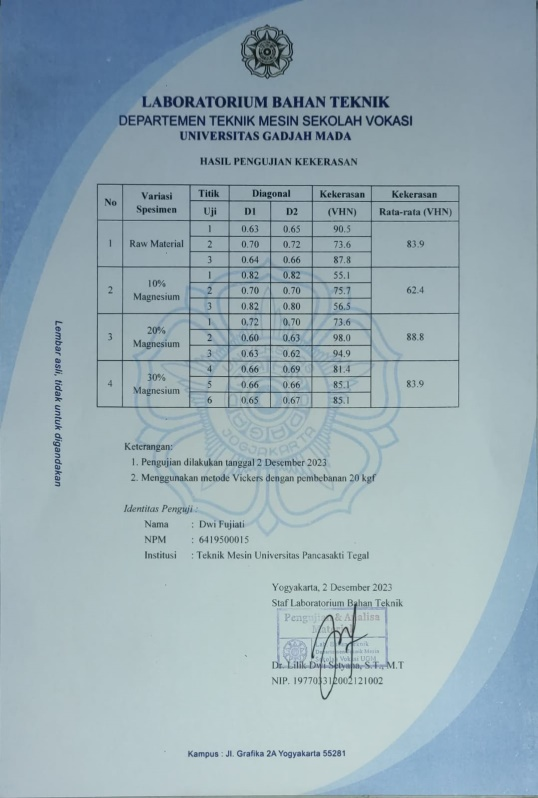 LABORATORIUM BAHAN TEKNIK
DEPARTEMEN TEKNIK MESIN SEKOLAH VOKASI
UNIVERSITAS GADJAH MADA
HASIL PENGUJIAN KEKERASAN
No Variasi Spesimen Titik Uji Diagonal Kekerasan (VHN) Kekerasan Rata-rata (VHN)
D1 D2
1 Raw Material 1 0.63 0.65 90.5 83.9
2 0.70 0.72 73.6
3 0.64 0.66 87.8
2 10% Magnesium 1 0.82 0.82 55.1 62.4
2 0.70 0.70 75.7
3 0.82 0.80 56.5
3 20% Magnesium 1 0.72 0.70 73.6 88.8
2 0.60 0.63 98.0
3 0.63 0.62 94.9
4 30% Magnesium 4 0.66 0.69 81.4 83.9
5 0.66 0.66 85.1
6 0.65 0.67 85.1
Lembar asli, tidak untuk digandakan
Keterangan:
1. Pengujian dilakukan tanggal 2 Desember 2023
2. Menggunakan metode Vickers dengan pembebanan 20 kgf
Identitas Penguji :
Nama : Dwi Fujiati
NPM : 6419500015
Institusi : Teknik Mesin Universitas Pancasakti Tegal
Yogyakarta, 2 Desember 2023
Staf Laboratorium Bahan Teknik
Pengujian & Analisa
Dr. Lilik Dwi Setyana, S.T., M.T
NIP. 197703312002121002
Kampus : Jl. Grafika 2A Yogyakarta 55281